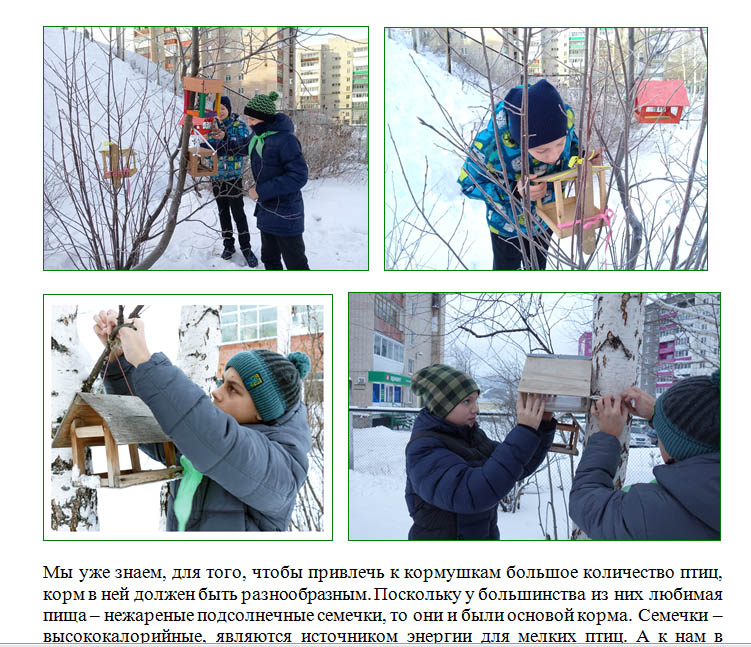 Мы уже знаем, для того, чтобы привлечь к кормушкам большое количество птиц,
корм в ней должен быть разнообразным. Поскольку у большинства из них любимая
пища – нежареные подсолнечные семечки, то они и были основой корма. Семечки –
высококалорийные, являются источником энергии для мелких птиц. А к нам в